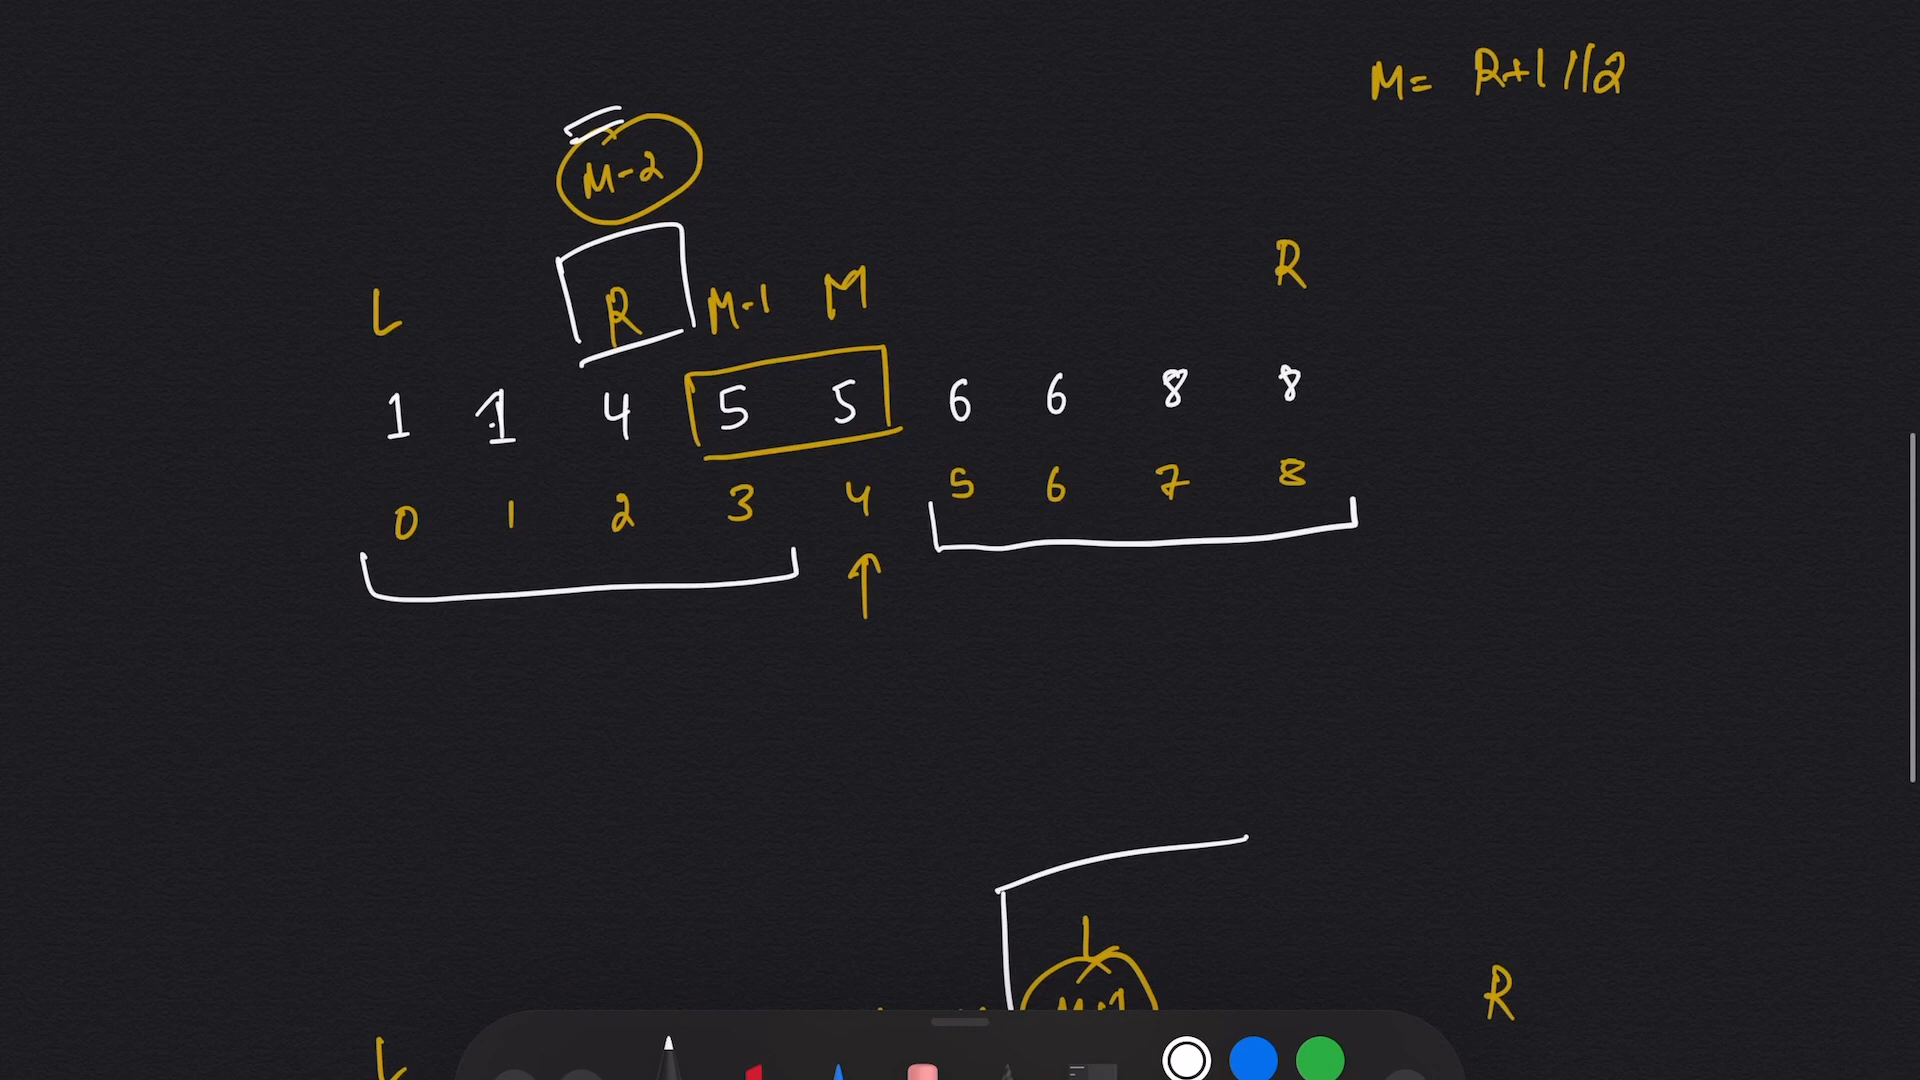 M= R+1//2
M-2
L R M-1 M R
1 1 4 5 5 6 6 8 8
0 1 2 3 4 5 6 7 8
L
R
L